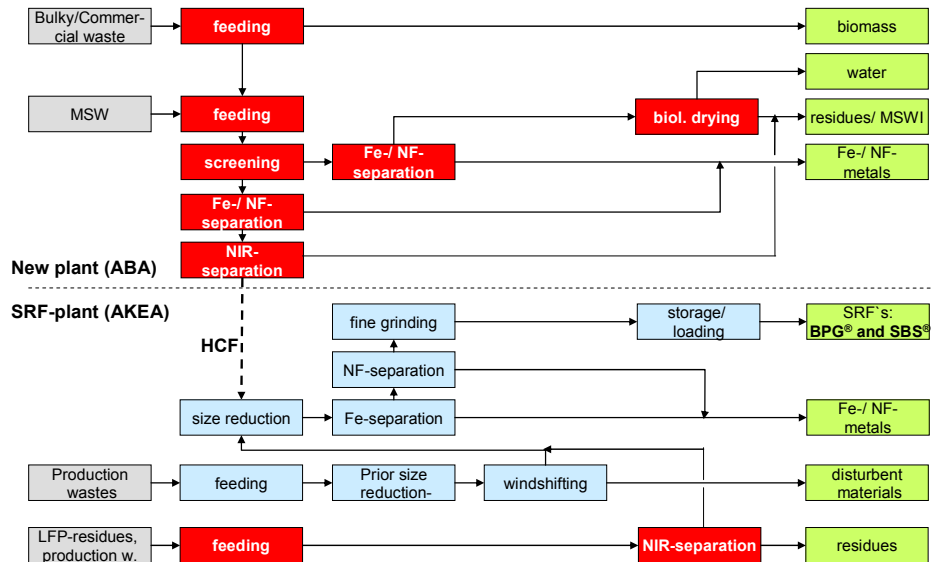 Bulky/Commer-
cial waste
feeding
biomass
water
MSW
feeding
biol. drying
residues/ MSWI
screening
Fe-/ NF-
separation
Fe-/ NF-
metals
Fe-/ NF-
separation
NIR-
separation
New plant (ABA)
SRF-plant (AKEA)
HCF
fine grinding
storage/
loading
SRF`s:
BPG® and SBS®
NF-separation
size reduction
Fe-separation
Fe-/ NF-
metals
Production
wastes
feeding
Prior size
reduction-
windshifting
disturbent
materials
LFP-residues,
production w.
feeding
NIR-separation
residues